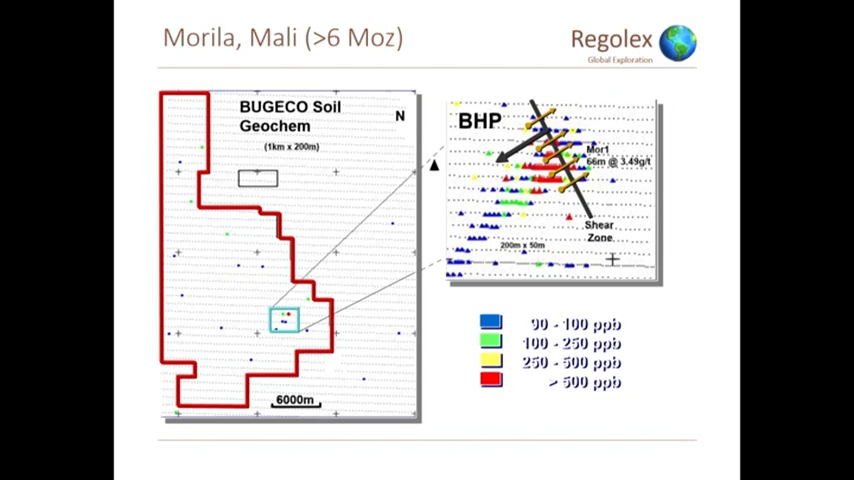 Morila, Mali (>6 Moz)
Regolex
Global Exploration
BUGECO Soil
Geochem
N
(1km x 200m)
6000m
BHP
Mor1
66m @ 3.49g/t
Shear
Zone
200m x 50m
90 - 100 ppb
100 - 250 ppb
250 - 500 ppb
> 500 ppb